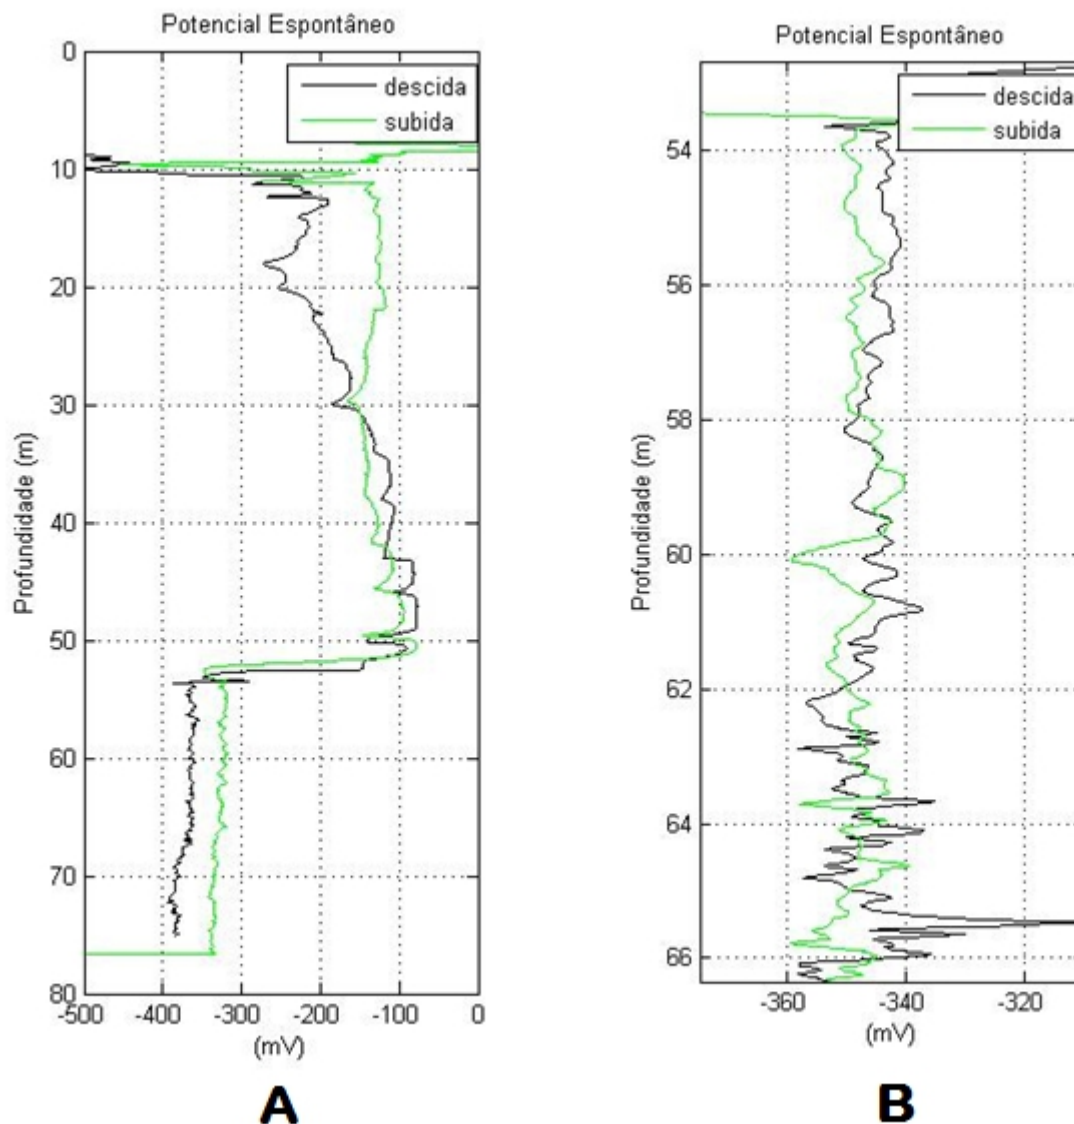 Potencial Espontâneo
descida
subida
0
10
20
30
40
50
60
70
80
Profundidade (m)
-500 -400 -300 -200 -100 0
(mV)
A
Potencial Espontâneo
descida
subida
54
56
58
60
62
64
66
Profundidade (m)
-360 -340 -320
(mV)
B